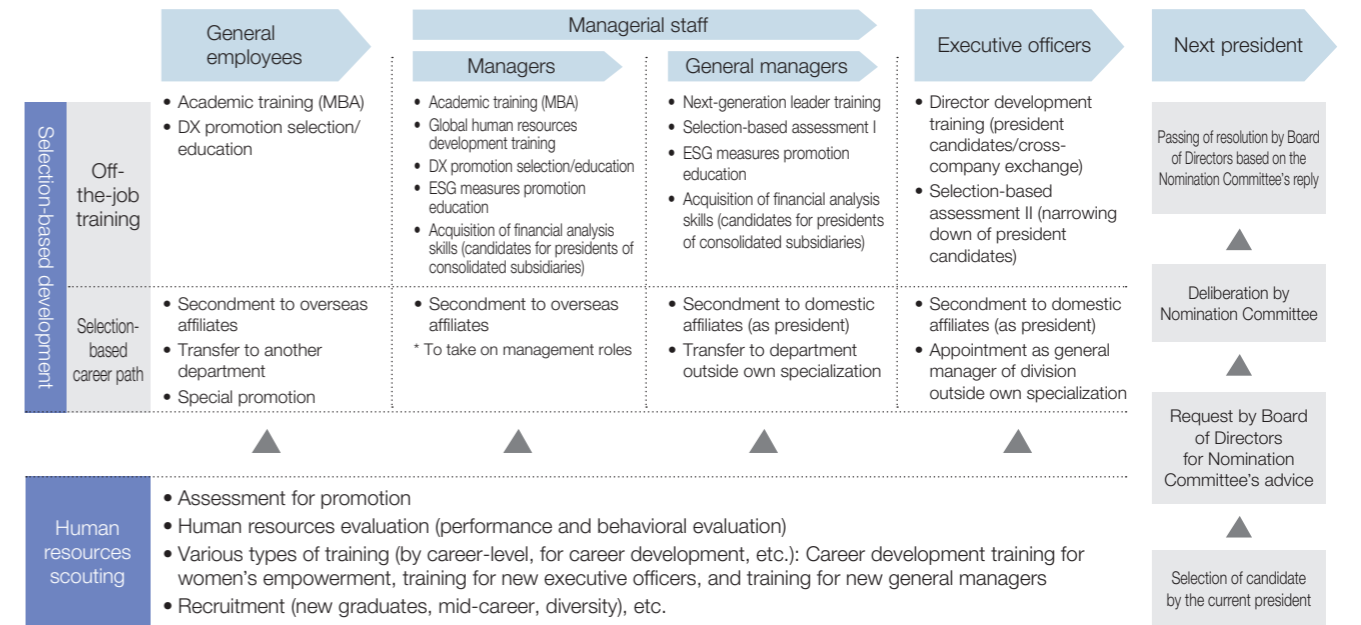 General
employees
Managerial staff
Managers
General managers
Executive officers
Next president
Selection-based development
Off-
the-job
training
• Academic training (MBA)
• DX promotion selection/
education
• Academic training (MBA)
• Global human resources
development training
• DX promotion selection/education
• ESG measures promotion
education
• Acquisition of financial analysis
skills (candidates for presidents of
consolidated subsidiaries)
• Next-generation leader training
• Selection-based assessment I
• ESG measures promotion
education
• Acquisition of financial analysis
skills (candidates for presidents
of consolidated subsidiaries)
• Director development
training (president
candidates/cross-
company exchange)
• Selection-based
assessment II (narrowing
down of president
candidates)
Selection-
based
career path
• Secondment to overseas
affiliates
• Transfer to another
department
• Special promotion
• Secondment to overseas
affiliates
* To take on management roles
• Secondment to domestic
affiliates (as president)
• Transfer to department
outside own specialization
• Secondment to domestic
affiliates (as president)
• Appointment as general
manager of division
outside own specialization
Human
resources
scouting
• Assessment for promotion
• Human resources evaluation (performance and behavioral evaluation)
• Various types of training (by career-level, for career development, etc.): Career development training for
women's empowerment, training for new executive officers, and training for new general managers
• Recruitment (new graduates, mid-career, diversity), etc.
Passing of resolution by Board
of Directors based on the
Nomination Committee's reply
Deliberation by
Nomination Committee
Request by Board
of Directors
for Nomination
Committee's advice
Selection of candidate
by the current president